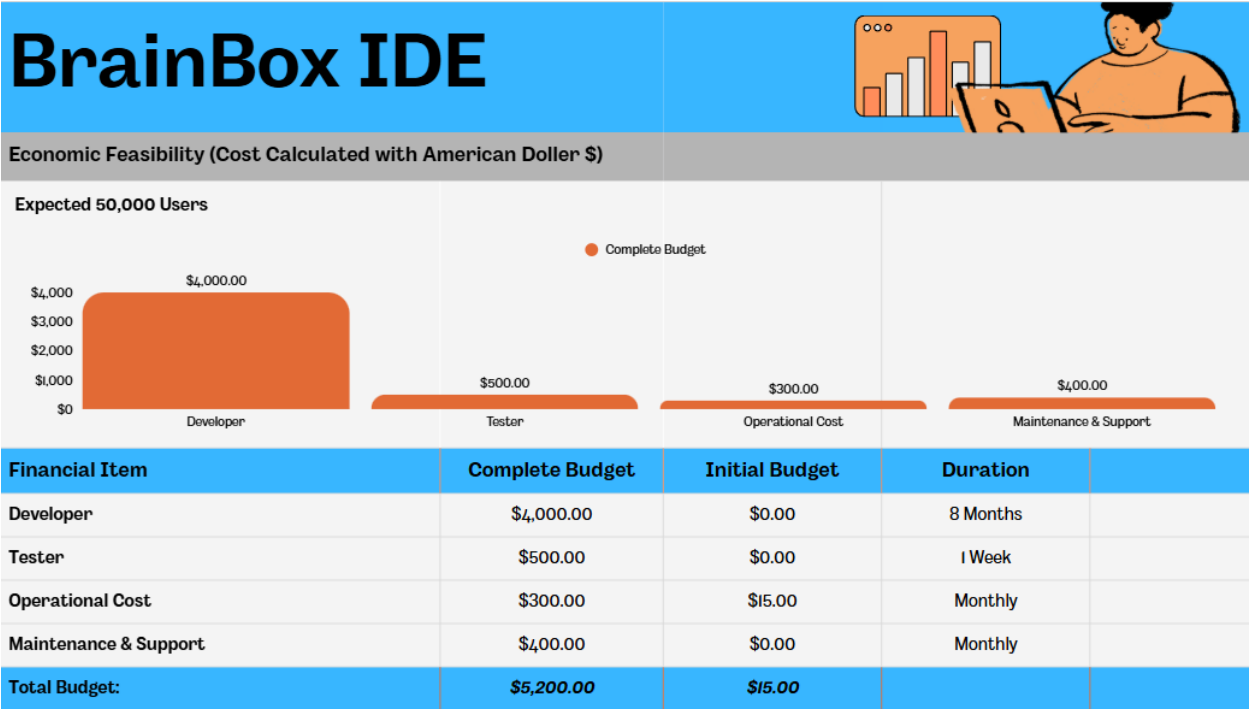 BrainBox IDE
Economic Feasibility (Cost Calculated with American Doller $)
Expected 50,000 Users
Complete Budget
$4,000
$3,000
$2,000
$1,000
$0
$4,000.00
$500.00
$300.00
$400.00
Developer Tester Operational Cost Maintenance & Support
Financial Item Complete Budget Initial Budget Duration
Developer $4,000.00 $0.00 8 Months
Tester $500.00 $0.00 1 Week
Operational Cost $300.00 $15.00 Monthly
Maintenance & Support $400.00 $0.00 Monthly
Total Budget: $5,200.00 $15.00